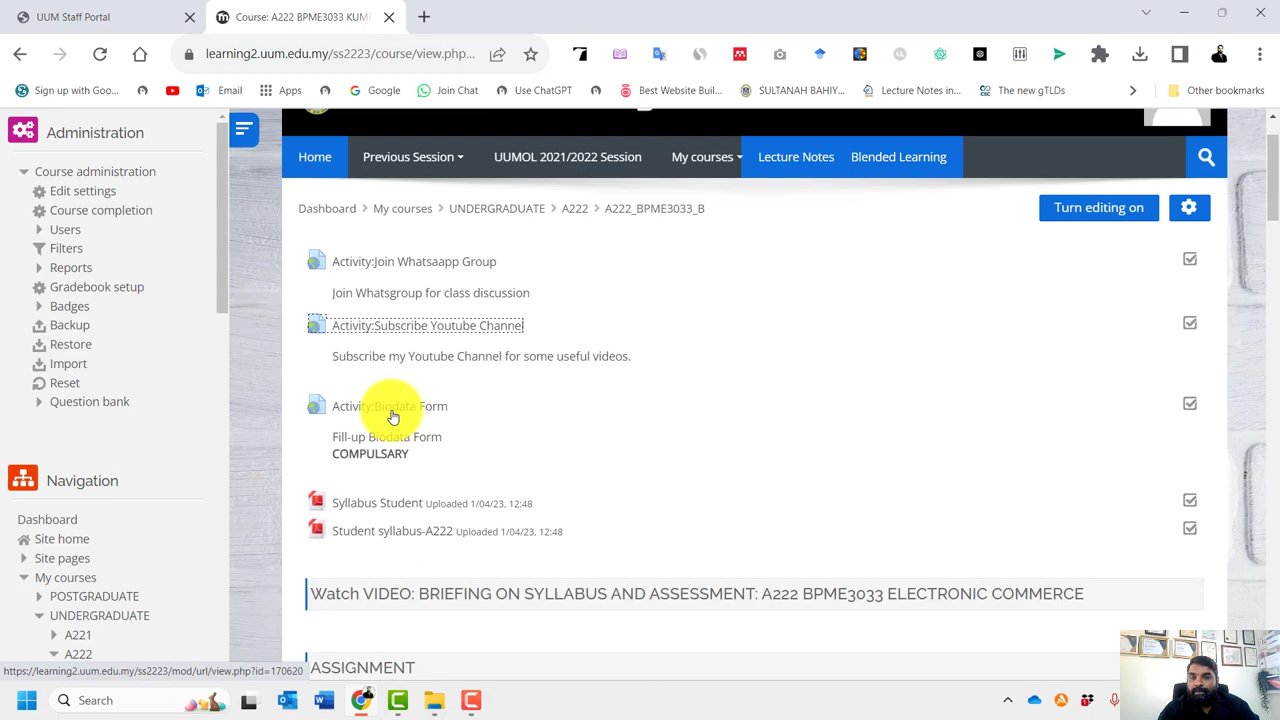 UUM Staff Portal
Course: A222 BPME3033 KUM
learning2.uum.edu.my/ss2223/course/view.php...
Sign up with Goo...
Email
Apps
Google
Join Chat
Use ChatGPT
Best Website Buil...
SULTANAH BAHIY...
Lecture Notes in...
The new gTLDs
Other bookmarks
Administration
Course administration
Edit settings
Course completion
Users
Filters
Reports
Gradebook setup
Badges
Backup
Restore
Import
Reset
Question bank
Navigation
Dashboard
Site home
Site pages
My courses
POSTGRADUATE
UNDERGRADUATE
A221
A222
Home
Previous Session
UUMOL 2021/2022 Session
My courses
Lecture Notes
Blended Learning
Dashboard
My courses
UNDERGRADUATE
A222
A222_BPME3033_B
Turn editing on
Activity:Join Whatsaapp Group
Join Whatsgroup for class discussion
Activity:Subscribe Youtube Channel
Subscribe my Youtube Channel for some useful videos.
Activity:Biodata Form
Fill-up Biodata Form
COMPULSARY
Syllabus Student Uploaded 1/04/23, 12:48
Student syllabus-A222 Uploaded 1/04/23, 12:48
Watch VIDEO: BRIEFING ON SYLLABUS AND ASSESSMENT: A222 BPME3033 ELECTRONIC COMMERCE
ASSIGNMENT
https://learning2.uum.edu.my/ss2223/mod/url/view.php?id=170620
Search